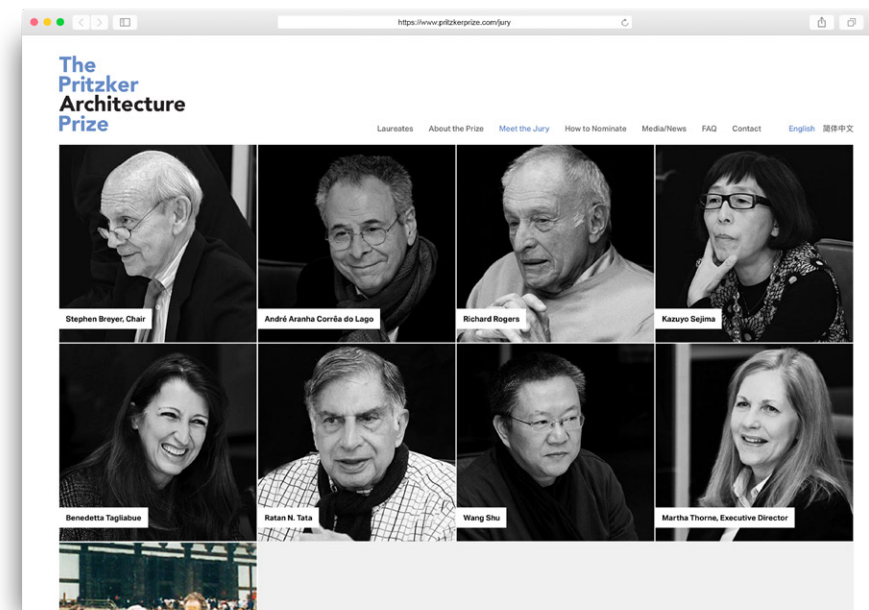 https://www.pritzkerprize.com/jury
The
Pritzker
Architecture
Prize
Laureates About the Prize Meet the Jury How to Nominate Media/News FAQ Contact English 简体中文
Stephen Breyer, Chair
André Aranha Corrêa do Lago
Richard Rogers
Kazuyo Sejima
Benedetta Tagliabue
Ratan N. Tata
Wang Shu
Martha Thorne, Executive Director